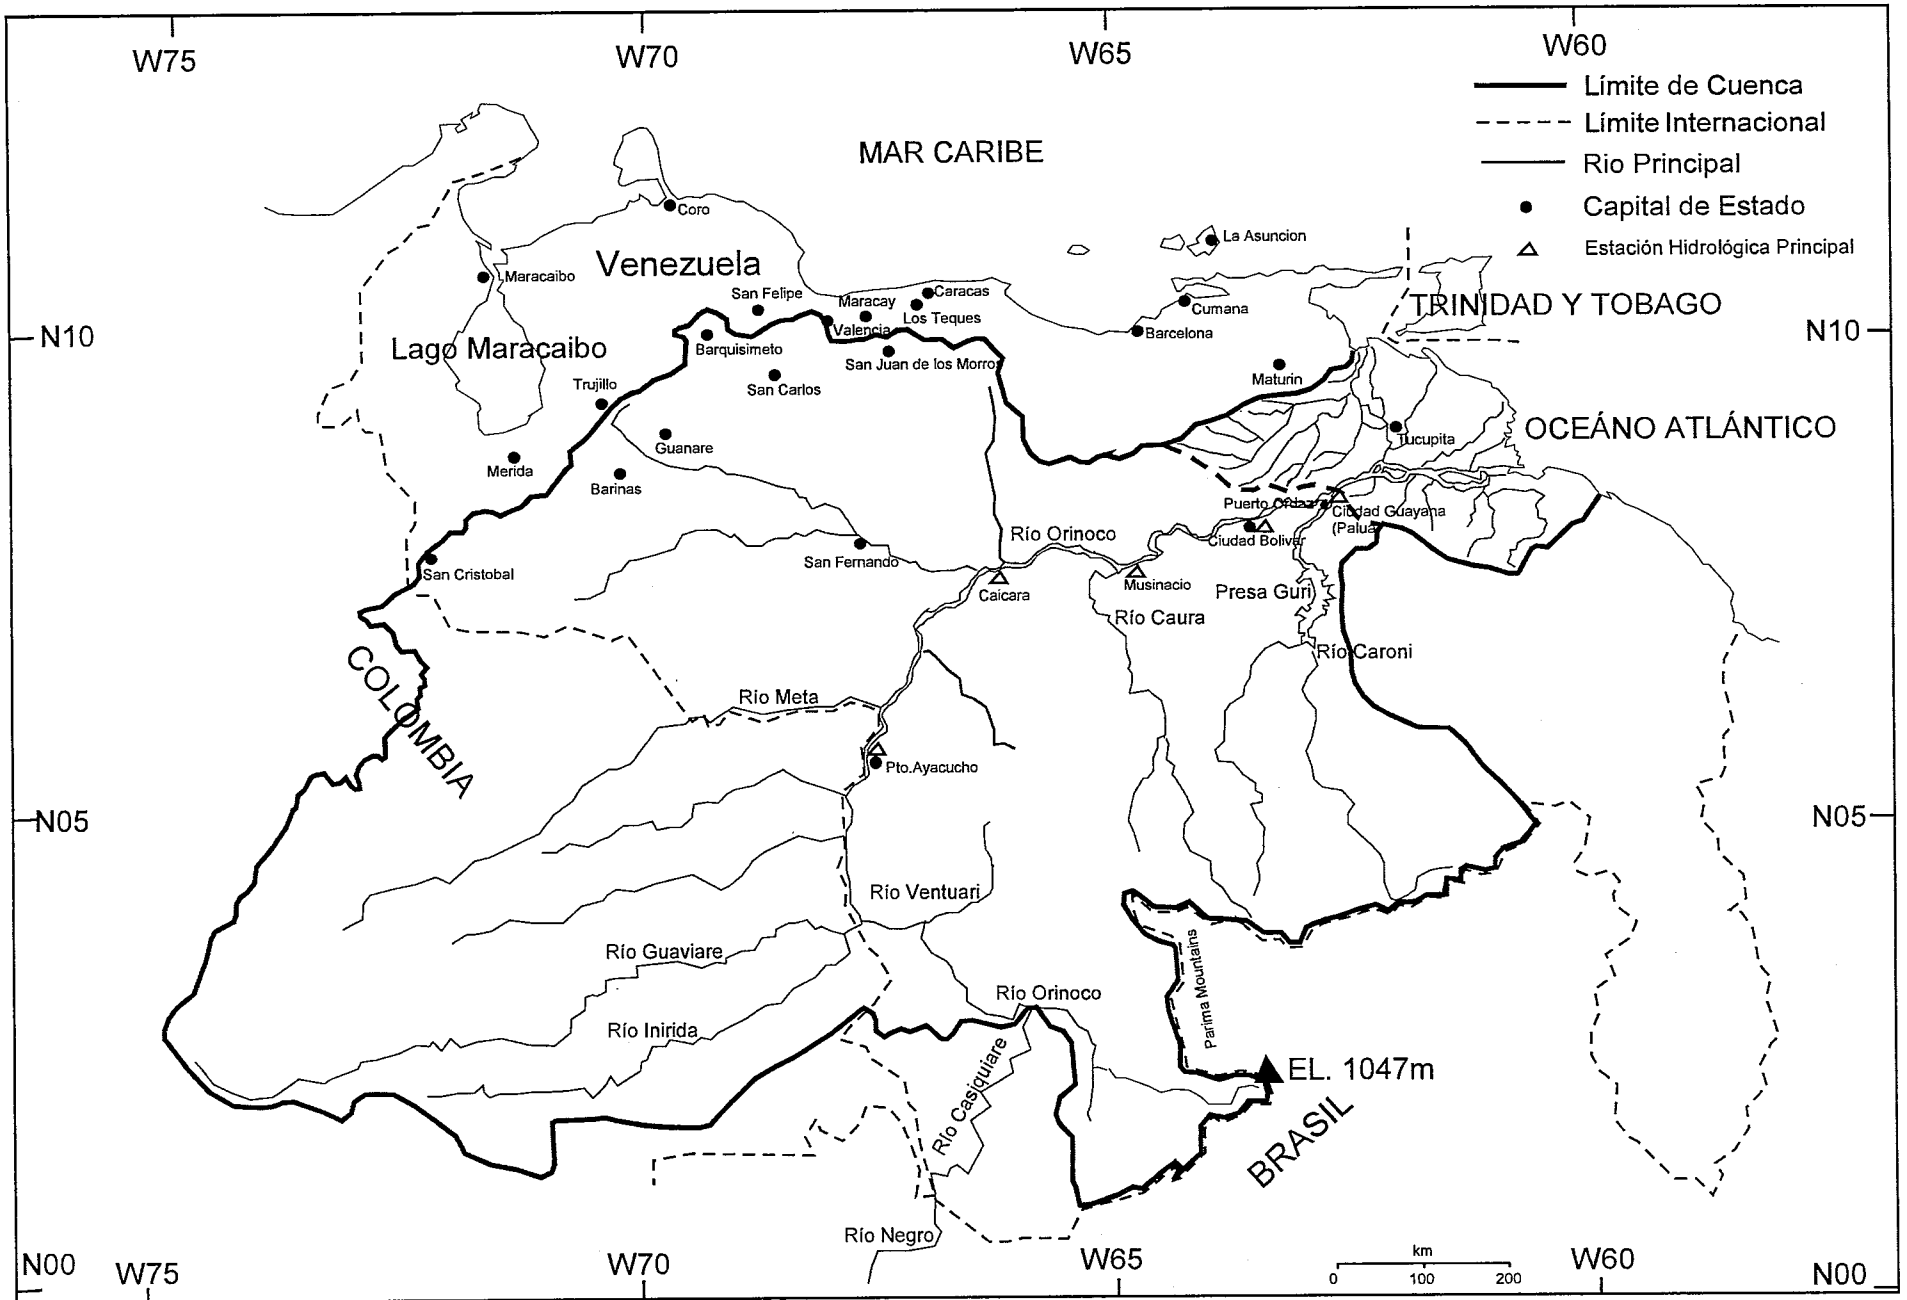 W75
W70
W65
W60
Límite de Cuenca
Límite Internacional
Rio Principal
Capital de Estado
Estación Hidrológica Principal
MAR CARIBE
Coro
La Asuncion
Venezuela
Maracaibo
San Felipe
Maracay
Caracas
Los Teques
Valencia
Cumana
Barcelona
TRINIDAD Y TOBAGO
N10
N10
Lago Maracaibo
Barquisimeto
San Juan de los Morros
San Carlos
Trujillo
Maturin
Guanare
Merida
Barinas
Tucupita
OCEÁNO ATLÁNTICO
Puerto Ordaz
Ciudad Guayana
(Palua)
Ciudad Bolivar
Río Orinoco
San Fernando
San Cristobal
Caicara
Musinacio
Presa Guri
Río Caura
Río Caroni
COLOMBIA
Río Meta
Pto.Ayacucho
N05
N05
Río Ventuari
Río Guaviare
Parima Mountains
Río Orinoco
Río Inirida
Río Casiquiare
EL. 1047m
BRASIL
Río Negro
N00
W75
W70
W65
W60
N00
km
0 100 200